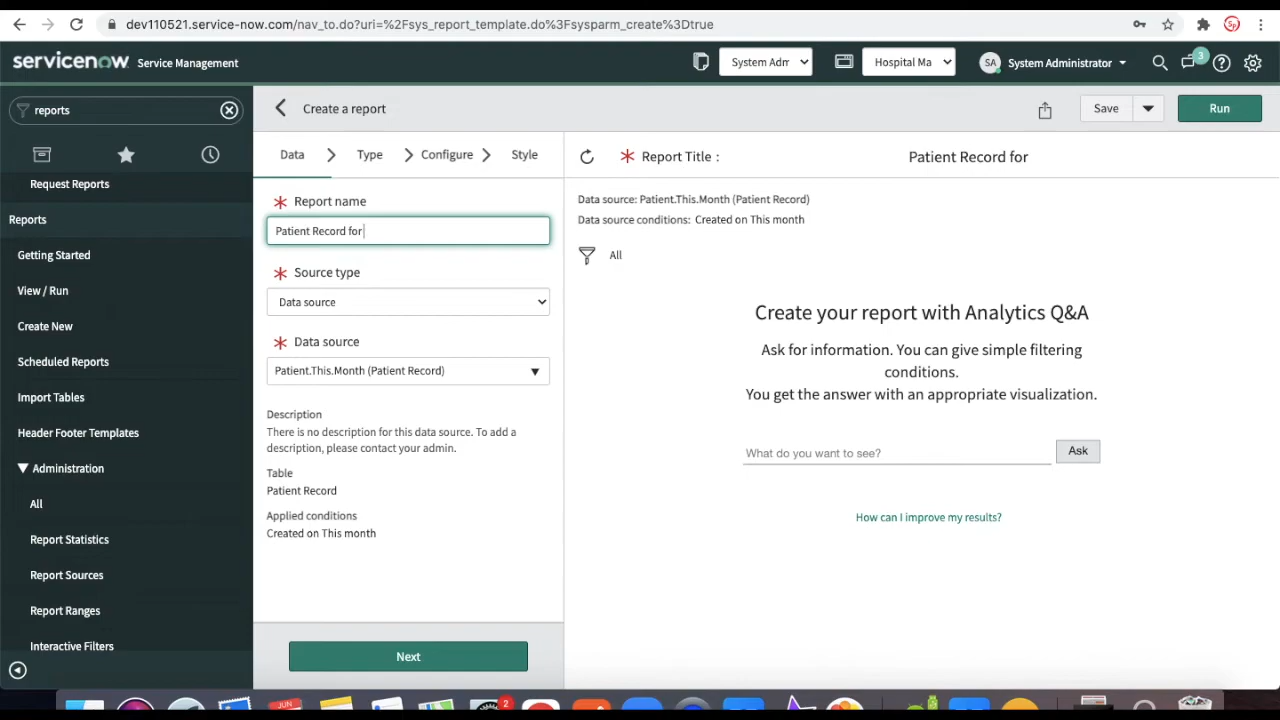 dev110521.service-now.com/nav_to.do?uri=%2Fsys_report_template.do%3Fsysparm_create%3Dtrue
Sp
servicenow Service Management
System Adm
Hospital Ma
SA System Administrator
3
reports
Create a report
Save
Run
Data
Type
Configure
Style
Report Title :
Patient Record for
Request Reports
Reports
Getting Started
View / Run
Create New
Scheduled Reports
Import Tables
Header Footer Templates
Administration
All
Report Statistics
Report Sources
Report Ranges
Interactive Filters
Report name
Patient Record for
Source type
Data source
Data source
Patient.This.Month (Patient Record)
Description
There is no description for this data source. To add a
description, please contact your admin.
Table
Patient Record
Applied conditions
Created on This month
Next
Data source: Patient.This.Month (Patient Record)
Data source conditions: Created on This month
All
Create your report with Analytics Q&A
Ask for information. You can give simple filtering
conditions.
You get the answer with an appropriate visualization.
What do you want to see?
Ask
How can I improve my results?
JUN
2